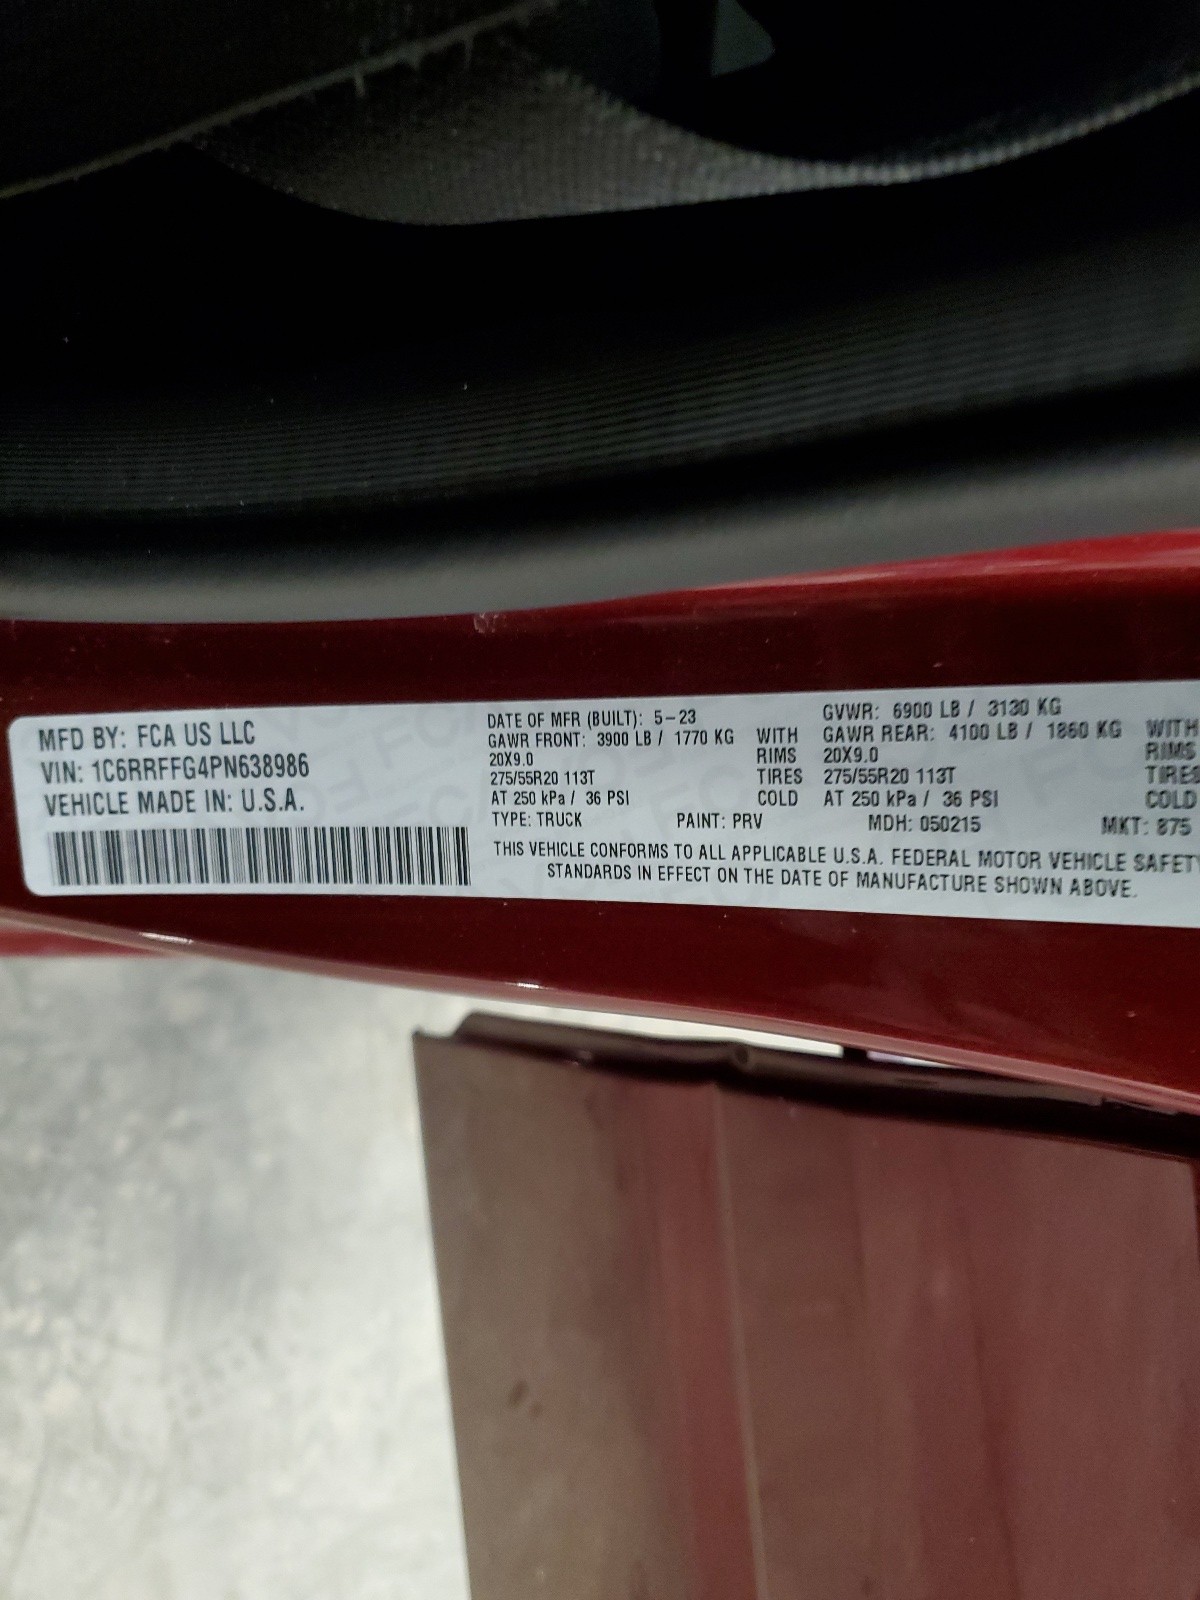 MFD BY: FCA US LLC
VIN: 1C6RRFFG4PN638986
VEHICLE MADE IN: U.S.A.
DATE OF MFR (BUILT): 5-23 GVWR: 6900 LB / 3130 KG
GAWR FRONT: 3900 LB / 1770 KG WITH GAWR REAR: 4100 LB / 1860 KG WITH
20X9.0 RIMS 20X9.0 RIMS
275/55R20 113T TIRES 275/55R20 113T TIRES
AT 250 kPa / 36 PSI COLD AT 250 kPa / 36 PSI COLD
TYPE: TRUCK PAINT: PRV MDH: 050215 MKT: 875
THIS VEHICLE CONFORMS TO ALL APPLICABLE U.S.A. FEDERAL MOTOR VEHICLE SAFETY
STANDARDS IN EFFECT ON THE DATE OF MANUFACTURE SHOWN ABOVE.